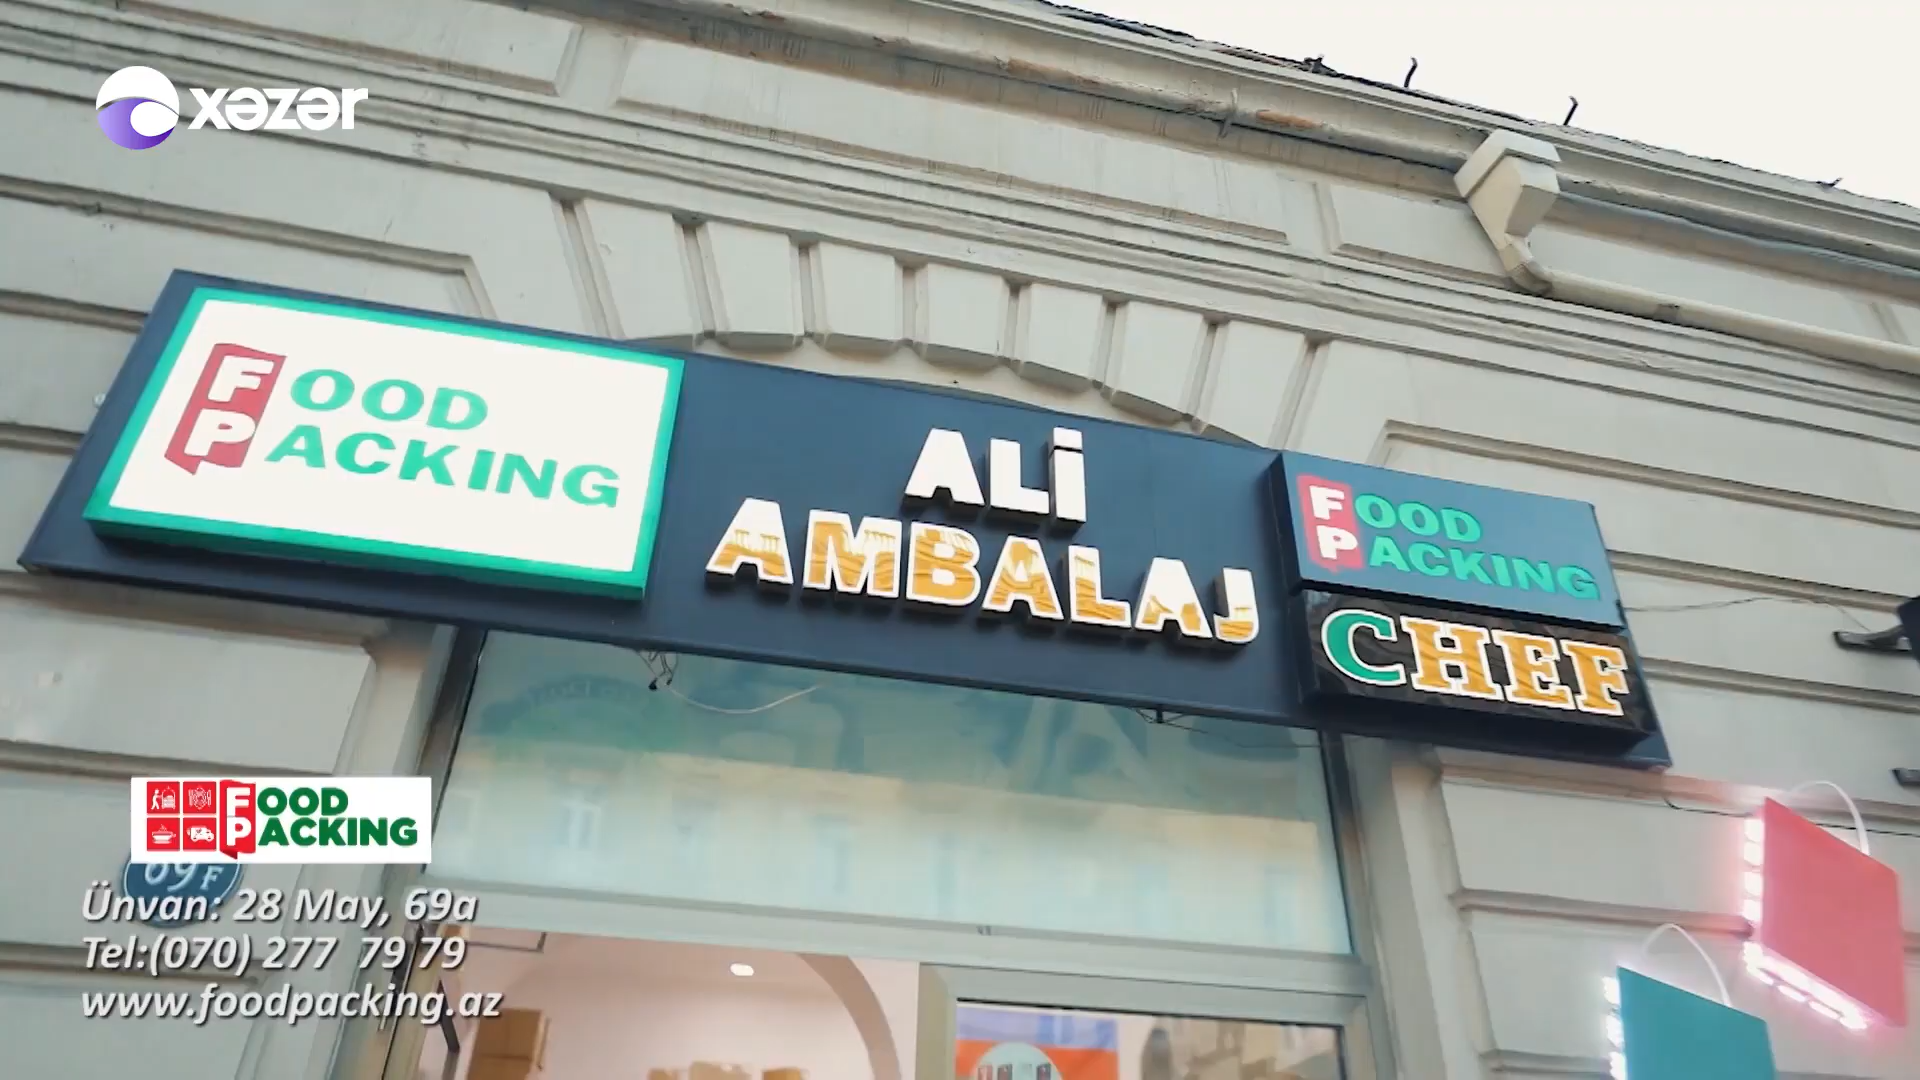 xəzər
FOOD
PACKING
ALİ
AMBALAJ
FOOD
PACKING
CHEF
FOOD
PACKING
69F
Ünvan: 28 May, 69a
Tel:(070) 277 79 79
www.foodpacking.az